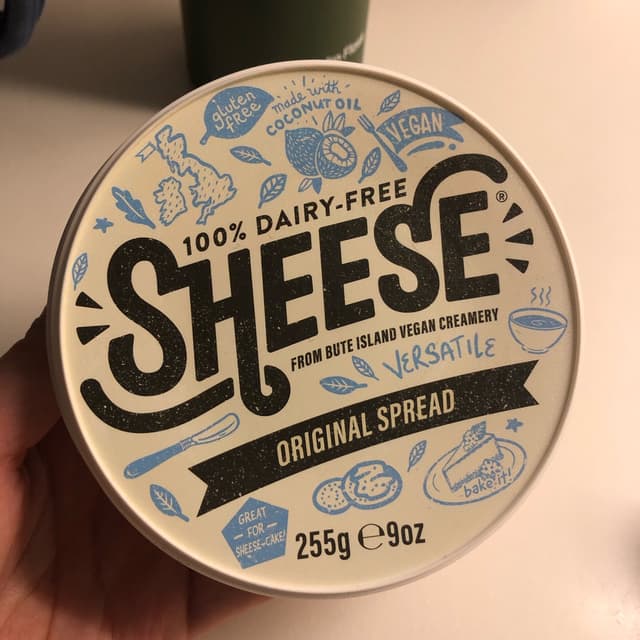 gluten
free
made with
COCONUT OIL
VEGAN
100% DAIRY-FREE
SHEESE®
FROM BUTE ISLAND VEGAN CREAMERY
VERSATILE
ORIGINAL SPREAD
bake it!
GREAT
FOR
SHEESE-CAKE!
255g ℮ 9oz